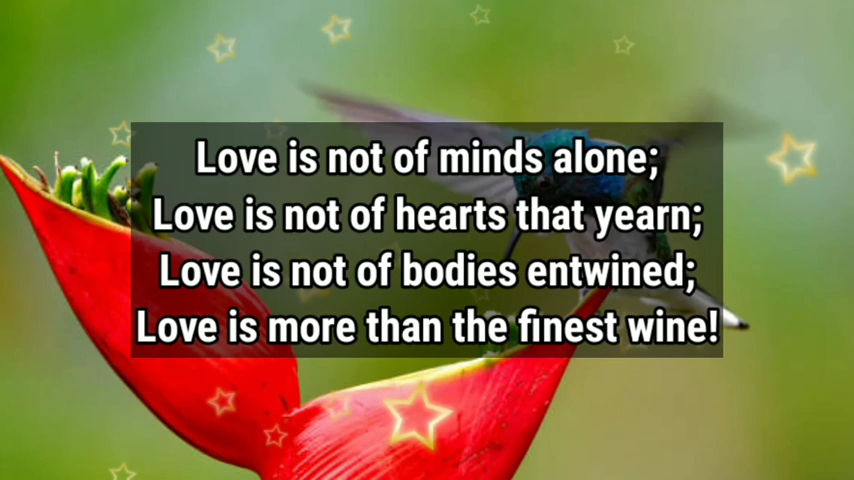 Love is not of minds alone;
Love is not of hearts that yearn;
Love is not of bodies entwined;
Love is more than the finest wine!